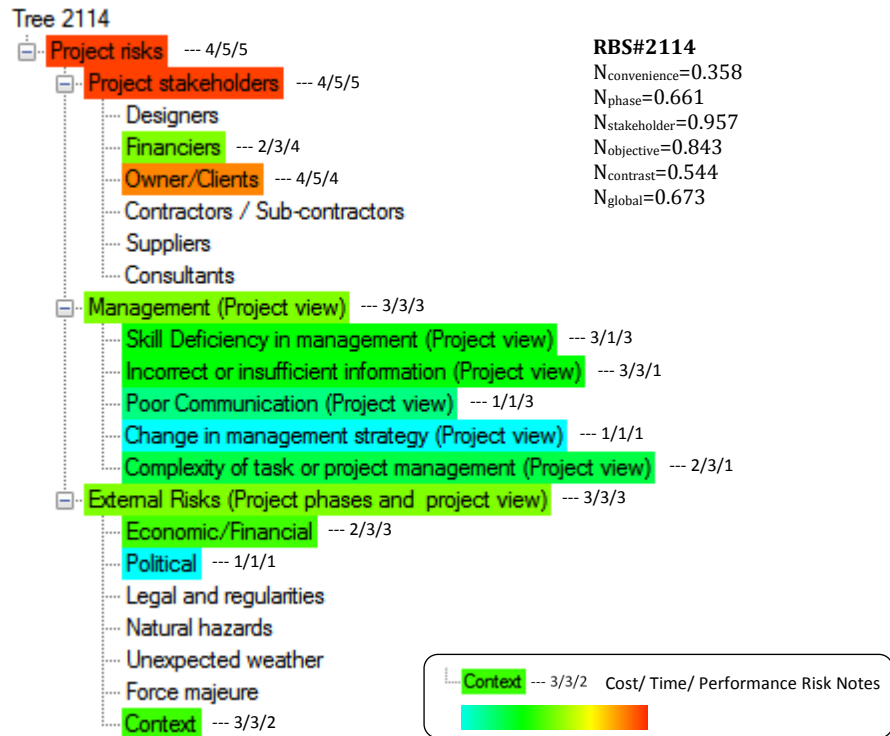 Tree 2114
Project risks --- 4/5/5
Project stakeholders --- 4/5/5
Designers
Financiers --- 2/3/4
Owner/Clients --- 4/5/4
Contractors / Sub-contractors
Suppliers
Consultants
Management (Project view) --- 3/3/3
Skill Deficiency in management (Project view) --- 3/1/3
Incorrect or insufficient information (Project view) --- 3/3/1
Poor Communication (Project view) --- 1/1/3
Change in management strategy (Project view) --- 1/1/1
Complexity of task or project management (Project view) --- 2/3/1
External Risks (Project phases and project view) --- 3/3/3
Economic/Financial --- 2/3/3
Political --- 1/1/1
Legal and regularities
Natural hazards
Unexpected weather
Force majeure
Context --- 3/3/2
RBS#2114
Nconvenience=0.358
Nphase=0.661
Nstakeholder=0.957
Nobjective=0.843
Ncontrast=0.544
Nglobal=0.673
Context --- 3/3/2 Cost/ Time/ Performance Risk Notes